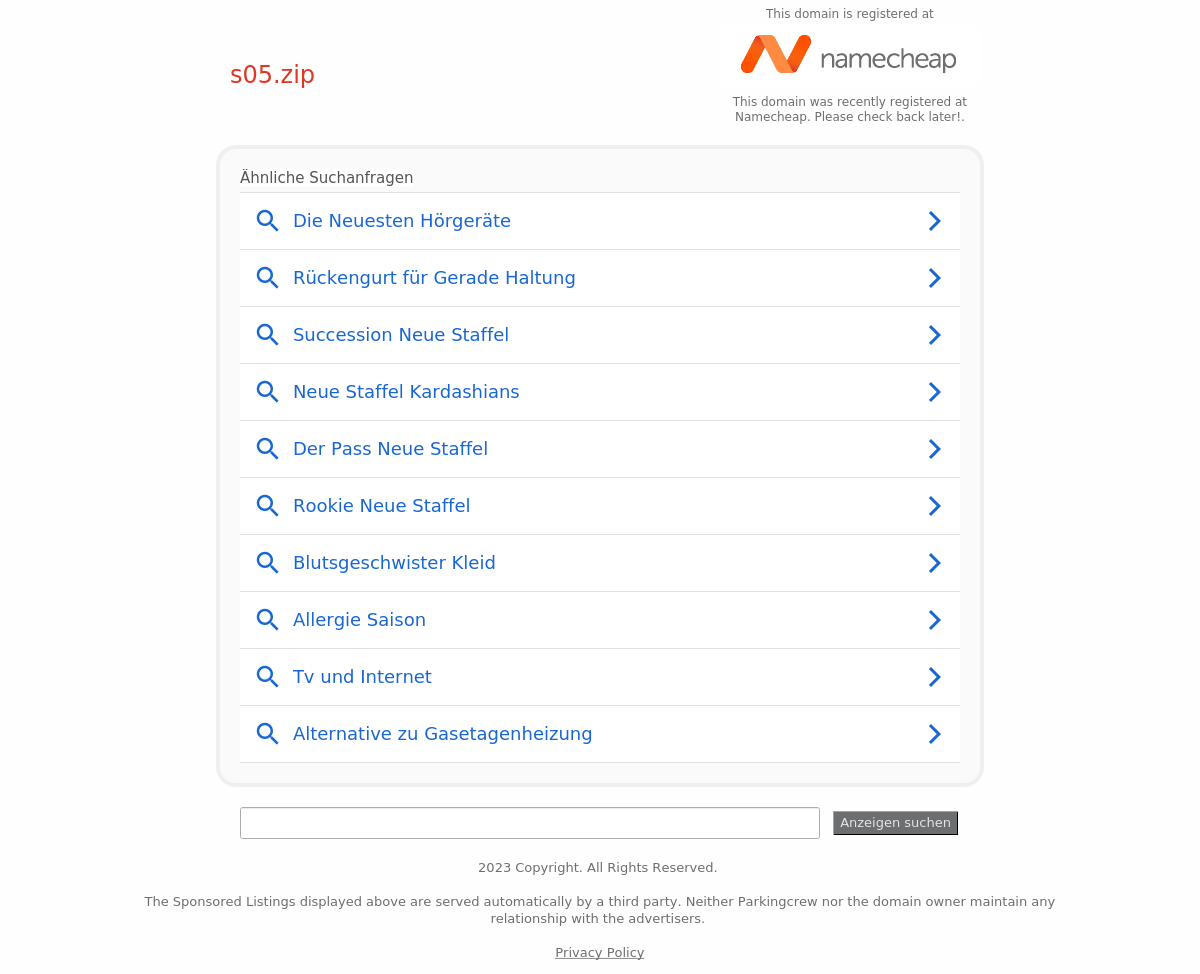 This domain is registered at
namecheap
s05.zip
This domain was recently registered at
Namecheap. Please check back later!.
Ähnliche Suchanfragen
Die Neuesten Hörgeräte
Rückengurt für Gerade Haltung
Succession Neue Staffel
Neue Staffel Kardashians
Der Pass Neue Staffel
Rookie Neue Staffel
Blutsgeschwister Kleid
Allergie Saison
Tv und Internet
Alternative zu Gasetagenheizung
Anzeigen suchen
2023 Copyright. All Rights Reserved.
The Sponsored Listings displayed above are served automatically by a third party. Neither Parkingcrew nor the domain owner maintain any
relationship with the advertisers.
Privacy Policy